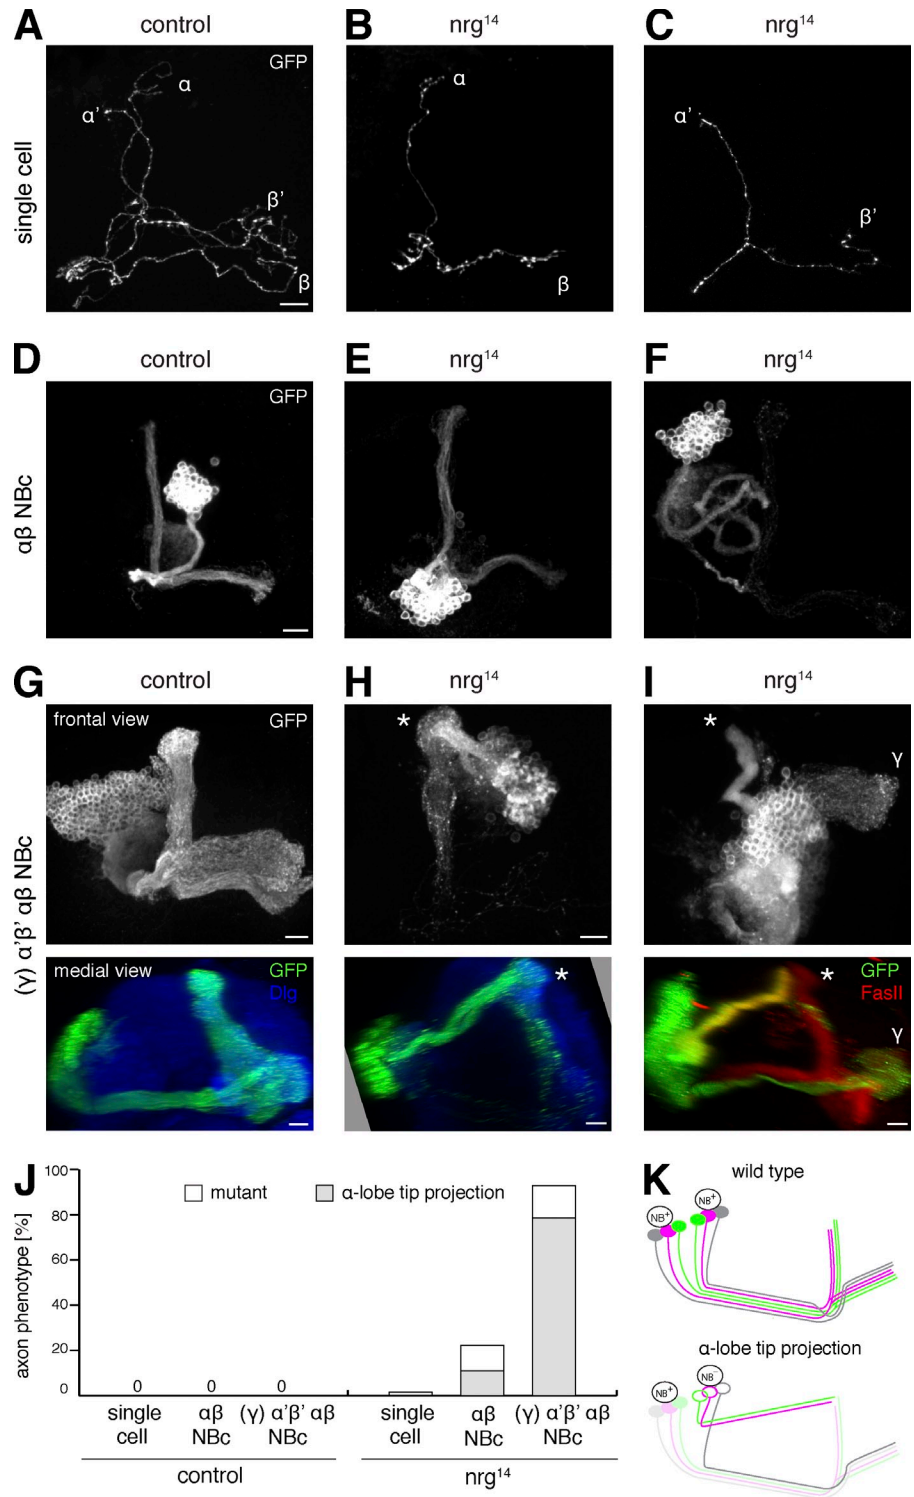 A control
B nrg¹⁴
C nrg¹⁴
single cell
GFP
α
α’
β’
β
α
β
α’
β’
D control
E nrg¹⁴
F nrg¹⁴
αβ NBc
GFP
G control
H nrg¹⁴
I nrg¹⁴
(γ) α’β’ αβ NBc
frontal view
GFP
*
*
γ
medial view
GFP
Dlg
*
*
GFP
FasII
γ
J
axon phenotype [%]
100
80
60
40
20
0
mutant
α-lobe tip projection
0
0
0
single
cell
αβ
NBc
(γ) α’β’ αβ
NBc
single
cell
αβ
NBc
(γ) α’β’ αβ
NBc
control
nrg¹⁴
K
wild type
NB⁺
NB⁺
α-lobe tip projection
NB⁺
NB⁻